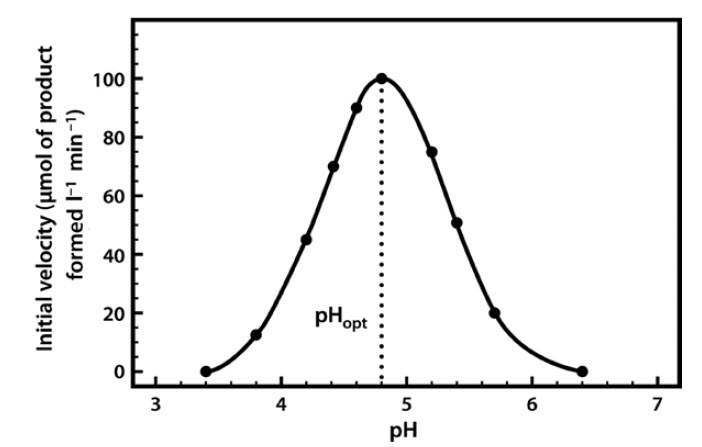 Initial velocity (μmol of product
formed l⁻¹ min⁻¹)
100
80
60
40
20
0
pHopt
3 4 5 6 7
pH